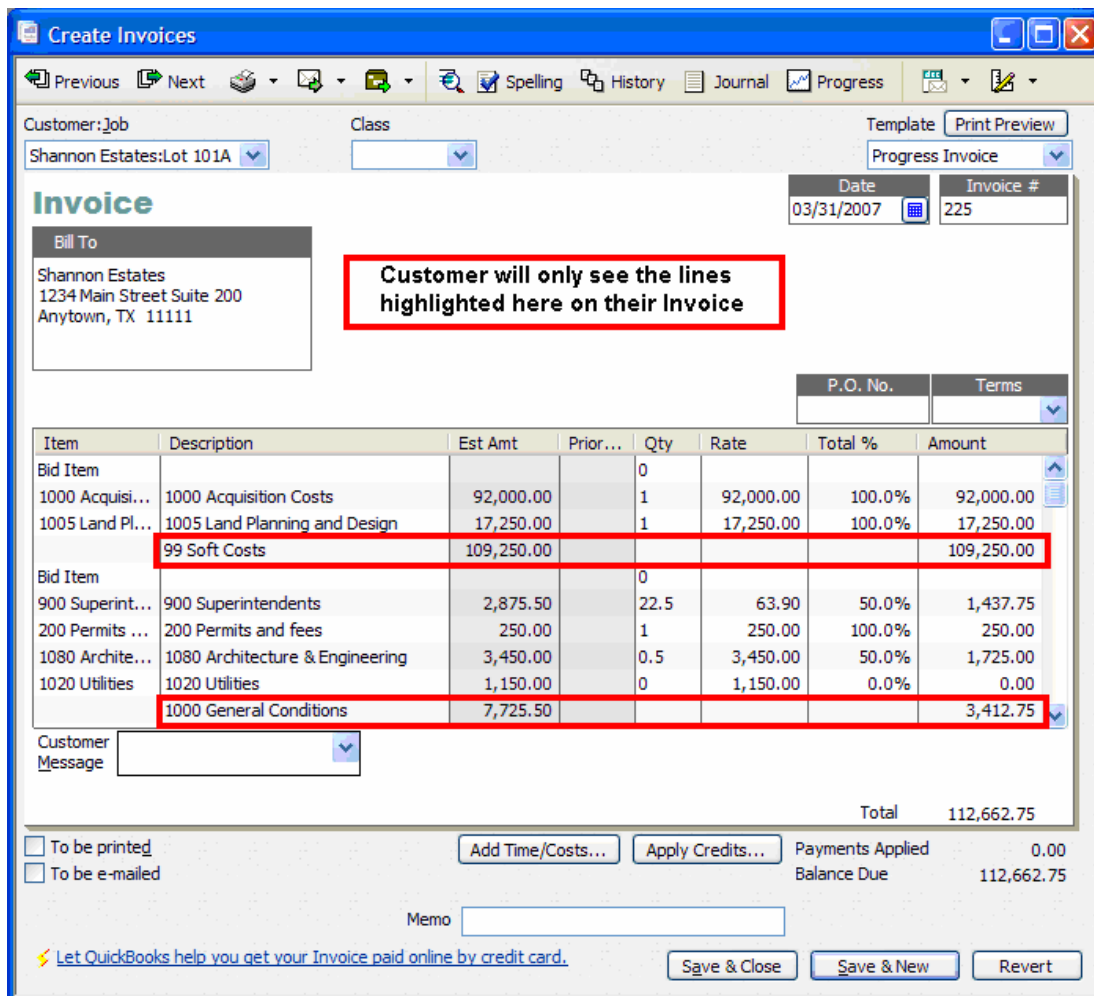 Create Invoices
Previous Next Spelling History Journal Progress
Customer:Job Class Template Print Preview
Shannon Estates:Lot 101A Progress Invoice
Invoice Date Invoice #
03/31/2007 225
Bill To
Shannon Estates
1234 Main Street Suite 200
Anytown, TX 11111
Customer will only see the lines
highlighted here on their Invoice
P.O. No. Terms
Item Description Est Amt Prior... Qty Rate Total % Amount
Bid Item 0
1000 Acquisi... 1000 Acquisition Costs 92,000.00 1 92,000.00 100.0% 92,000.00
1005 Land Pl... 1005 Land Planning and Design 17,250.00 1 17,250.00 100.0% 17,250.00
99 Soft Costs 109,250.00 109,250.00
Bid Item 0
900 Superint... 900 Superintendents 2,875.50 22.5 63.90 50.0% 1,437.75
200 Permits ... 200 Permits and fees 250.00 1 250.00 100.0% 250.00
1080 Archite... 1080 Architecture & Engineering 3,450.00 0.5 3,450.00 50.0% 1,725.00
1020 Utilities 1020 Utilities 1,150.00 0 1,150.00 0.0% 0.00
1000 General Conditions 7,725.50 3,412.75
Customer
Message
Total 112,662.75
To be printed Add Time/Costs... Apply Credits... Payments Applied 0.00
To be e-mailed Balance Due 112,662.75
Memo
Let QuickBooks help you get your Invoice paid online by credit card.
Save & Close Save & New Revert